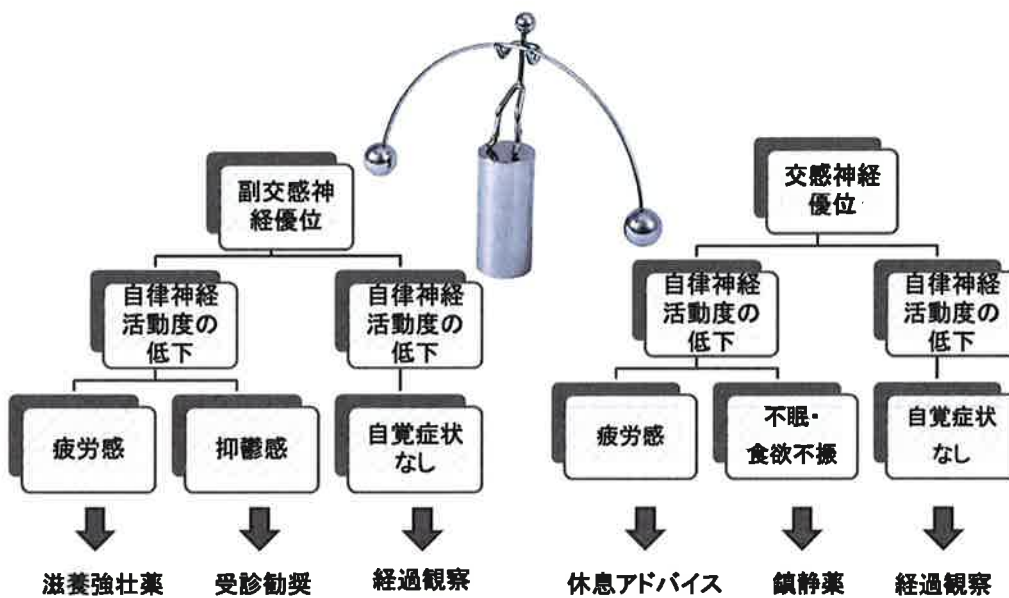 副交感神
経優位
交感神経
優位
自律神経
活動度の
低下
自律神経
活動度の
低下
自律神経
活動度の
低下
自律神経
活動度の
低下
疲労感
抑鬱感
自覚症状
なし
疲労感
不眠・
食欲不振
自覚症状
なし
滋養強壮薬
受診勧奨
経過観察
休息アドバイス
鎮静薬
経過観察